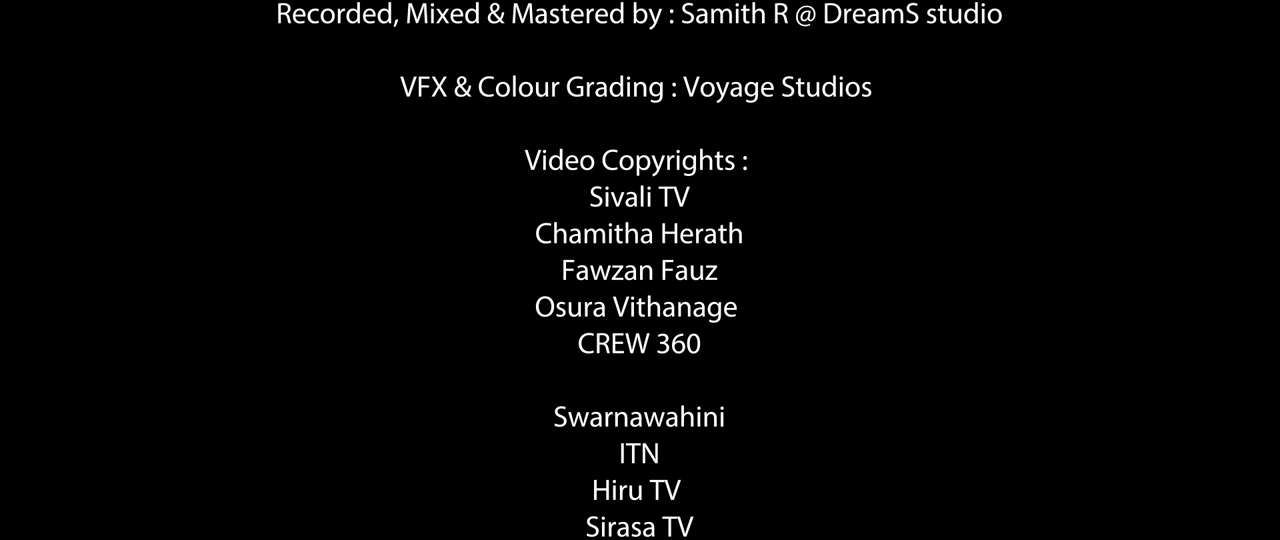 Recorded, Mixed & Mastered by : Samith R @ DreamS studio
VFX & Colour Grading : Voyage Studios
Video Copyrights :
Sivali TV
Chamitha Herath
Fawzan Fauz
Osura Vithanage
CREW 360
Swarnawahini
ITN
Hiru TV
Sirasa TV